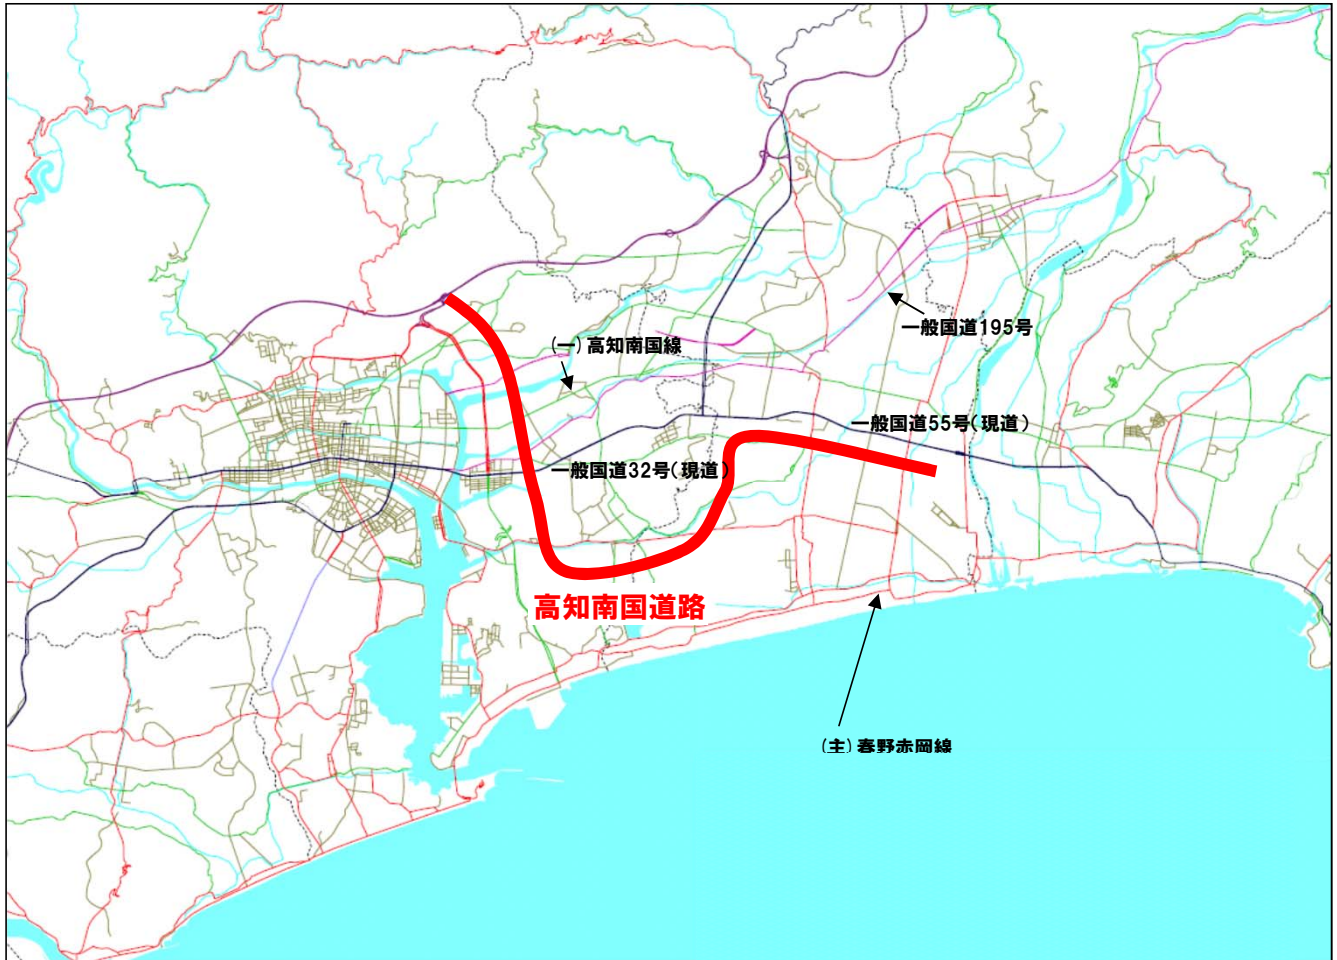 一般国道195号
(一)高知南国線
一般国道55号(現道)
一般国道32号(現道)
高知南国道路
(主)春野赤岡線